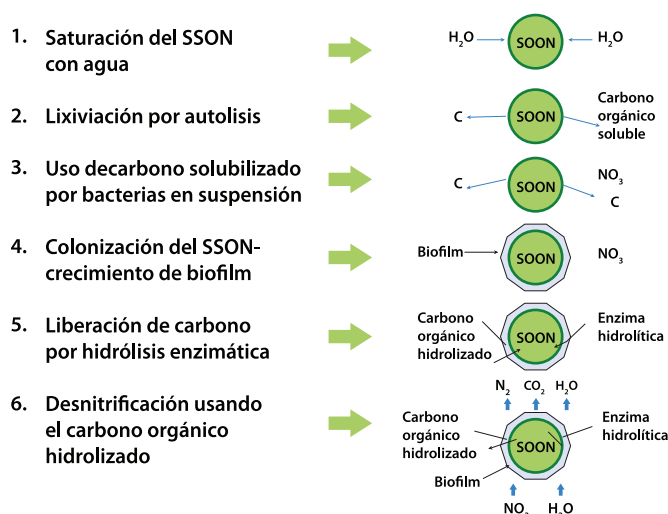 1. Saturación del SSON
con agua
H₂O SOON H₂O
2. Lixiviación por autolisis
C SOON Carbono
orgánico
soluble
3. Uso decarbono solubilizado
por bacterias en suspensión
C SOON NO₃
C
4. Colonización del SSON-
crecimiento de biofilm
Biofilm SOON NO₃
5. Liberación de carbono
por hidrólisis enzimática
Carbono
orgánico
hidrolizado
SOON
Enzima
hidrolítica
6. Desnitrificación usando
el carbono orgánico
hidrolizado
N₂ CO₂ H₂O
Carbono
orgánico
hidrolizado
SOON
Enzima
hidrolítica
Biofilm
NO₃ H₂O